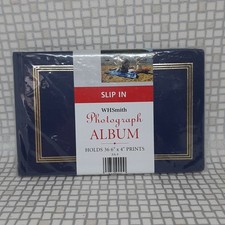 SLIP IN
WHSmith
Photograph
ALBUM
HOLDS 36 6" x 4" PRINTS